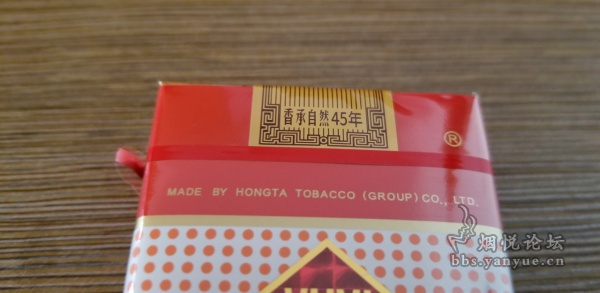 香承自然45年
®
MADE BY HONGTA TOBACCO (GROUP) CO., LTD.
烟悦论坛
bbs.yanyue.cn